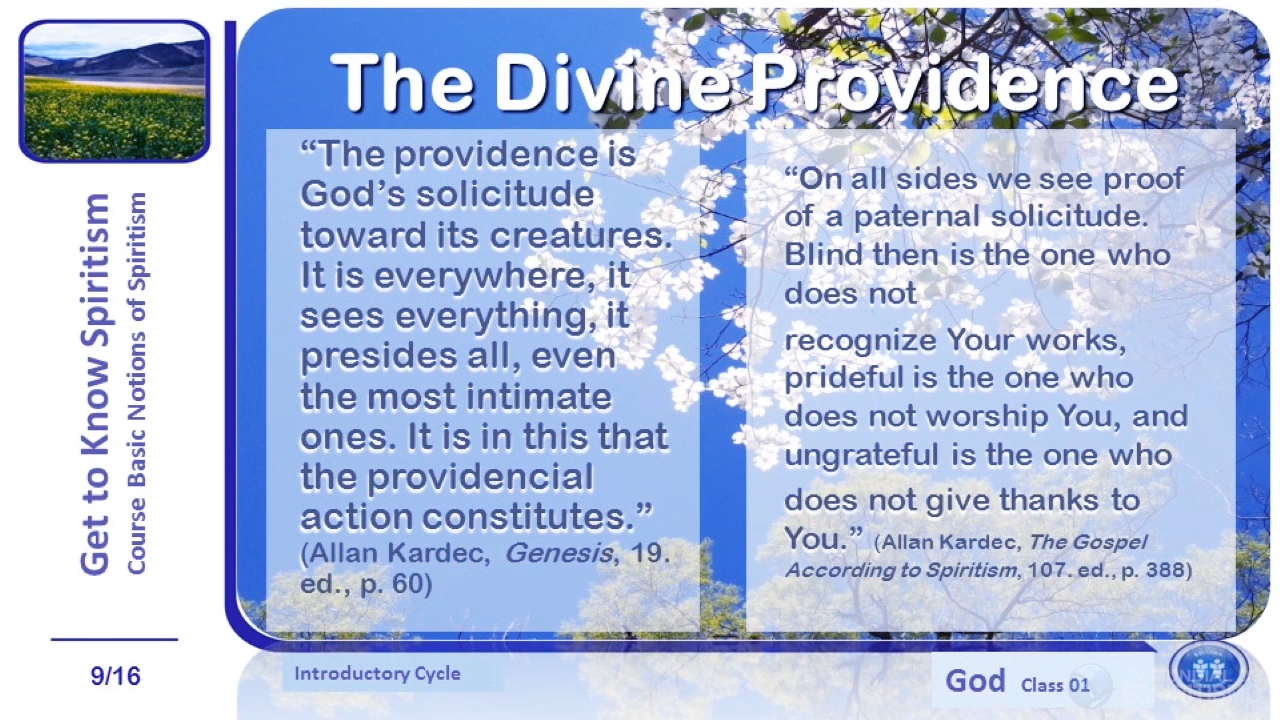 The Divine Providence
“The providence is
God’s solicitude
toward its creatures.
It is everywhere, it
sees everything, it
presides all, even
the most intimate
ones. It is in this that
the providencial
action constitutes.”
(Allan Kardec, Genesis, 19.
ed., p. 60)
“On all sides we see proof
of a paternal solicitude.
Blind then is the one who
does not
recognize Your works,
prideful is the one who
does not worship You, and
ungrateful is the one who
does not give thanks to
You.” (Allan Kardec, The Gospel
According to Spiritism, 107. ed., p. 388)
Get to Know Spiritism
Course Basic Notions of Spiritism
9/16
Introductory Cycle
God Class 01